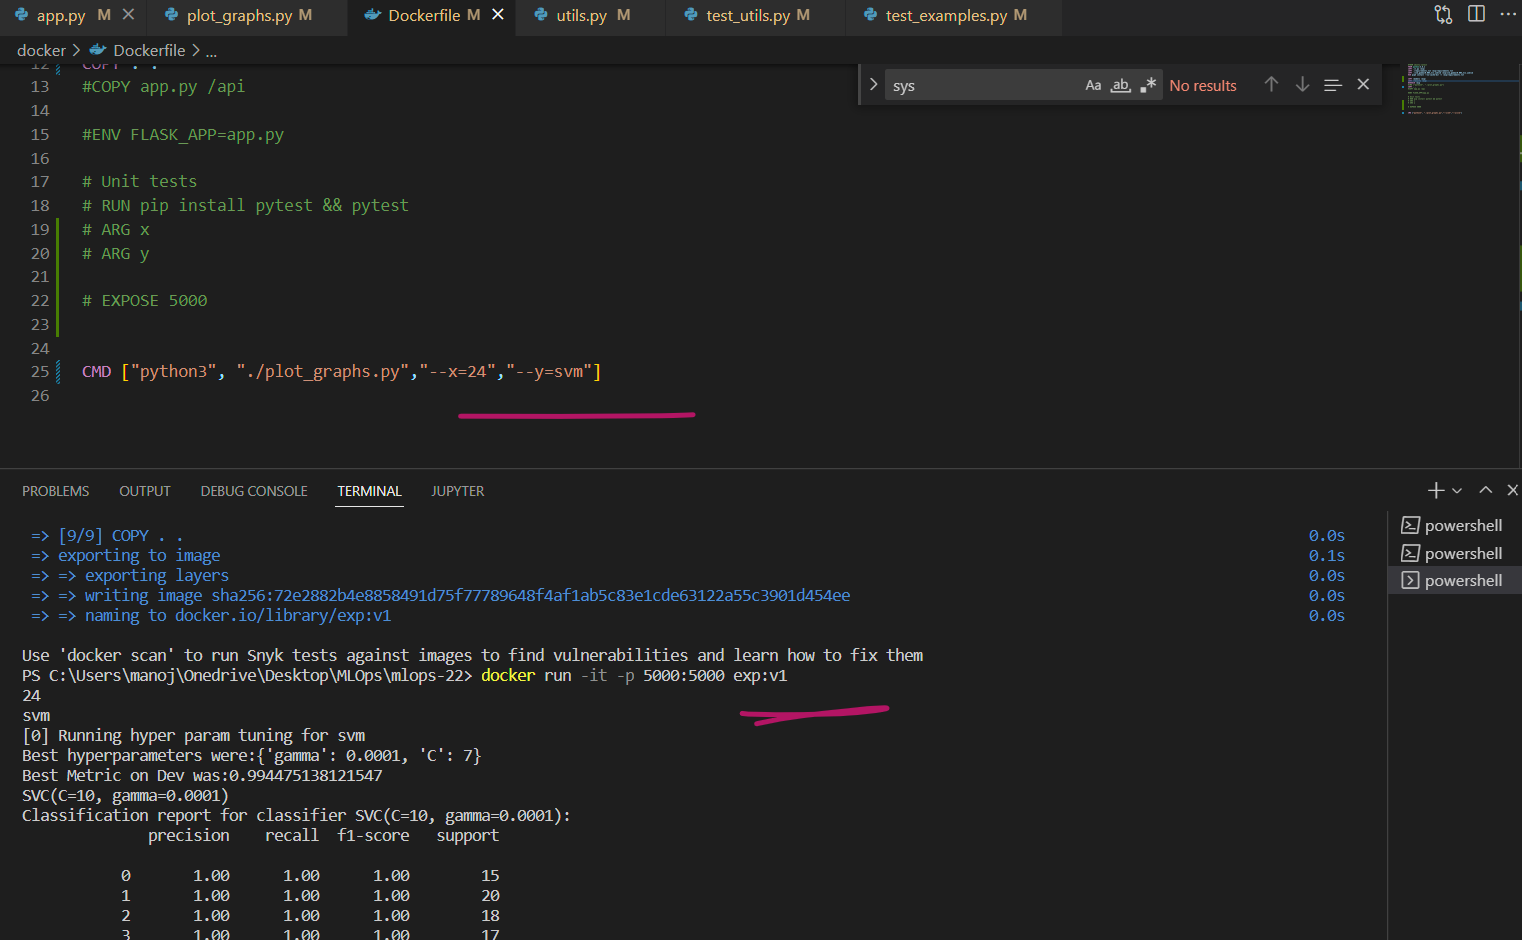 app.py M plot_graphs.py M Dockerfile M utils.py M test_utils.py M test_examples.py M
docker > Dockerfile > ...
sys Aa ab .* No results
12 COPY . .
13 #COPY app.py /api
14
15 #ENV FLASK_APP=app.py
16
17 # Unit tests
18 # RUN pip install pytest && pytest
19 # ARG x
20 # ARG y
21
22 # EXPOSE 5000
23
24
25 CMD ["python3", "./plot_graphs.py","--x=24","--y=svm"]
26
PROBLEMS OUTPUT DEBUG CONSOLE TERMINAL JUPYTER
powershell
powershell
powershell
=> [9/9] COPY . . 0.0s
=> exporting to image 0.1s
=> => exporting layers 0.0s
=> => writing image sha256:72e2882b4e8858491d75f77789648f4af1ab5c83e1cde63122a55c3901d454ee 0.0s
=> => naming to docker.io/library/exp:v1 0.0s
Use 'docker scan' to run Snyk tests against images to find vulnerabilities and learn how to fix them
PS C:\Users\manoj\Onedrive\Desktop\MLOps\mlops-22> docker run -it -p 5000:5000 exp:v1
24
svm
[0] Running hyper param tuning for svm
Best hyperparameters were:{'gamma': 0.0001, 'C': 7}
Best Metric on Dev was:0.994475138121547
SVC(C=10, gamma=0.0001)
Classification report for classifier SVC(C=10, gamma=0.0001):
precision recall f1-score support
0 1.00 1.00 1.00 15
1 1.00 1.00 1.00 20
2 1.00 1.00 1.00 18
3 1.00 1.00 1.00 17